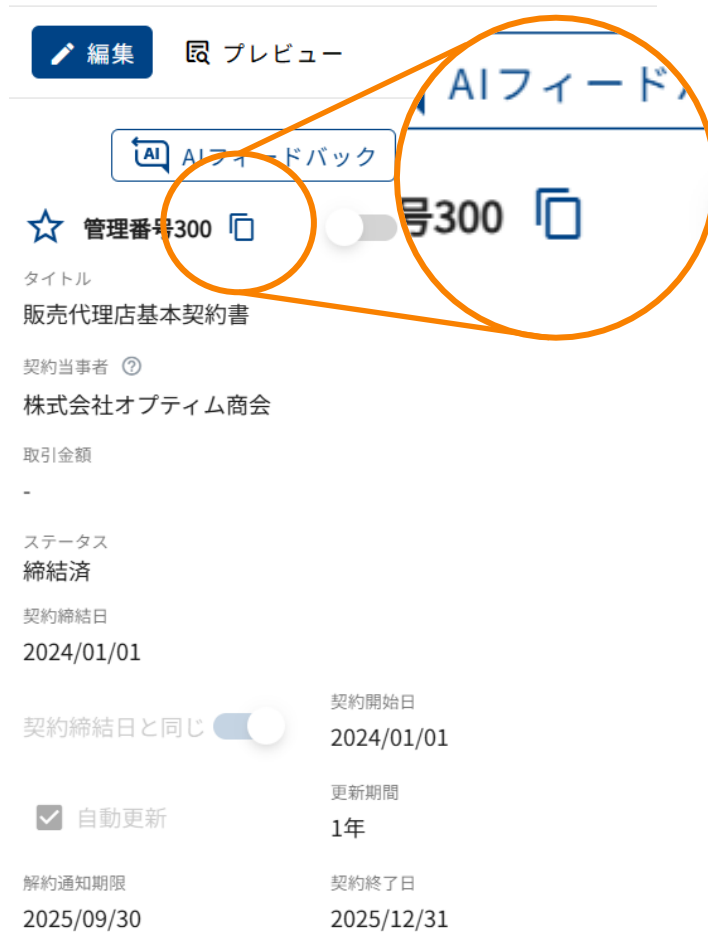 編集 プレビュー
AIフィードバック
AIフィード
管理番号300
号300
タイトル
販売代理店基本契約書
契約当事者
株式会社オプティム商会
取引金額
-
ステータス
締結済
契約締結日
2024/01/01
契約締結日と同じ
契約開始日
2024/01/01
自動更新
更新期間
1年
解約通知期限
2025/09/30
契約終了日
2025/12/31